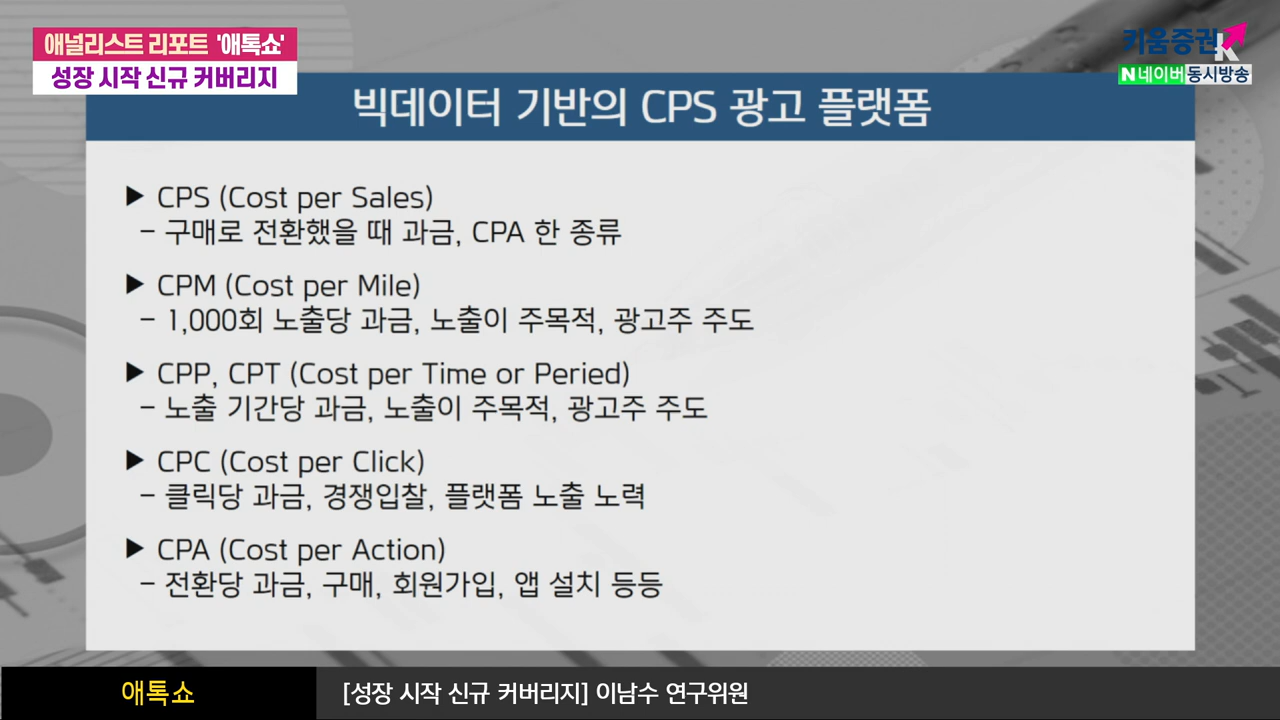 애널리스트 리포트 '애톡쇼'
성장 시작 신규 커버리지
키움증권
K
N 네이버 동시방송
빅데이터 기반의 CPS 광고 플랫폼
▶ CPS (Cost per Sales)
- 구매로 전환했을 때 과금, CPA 한 종류
▶ CPM (Cost per Mile)
- 1,000회 노출당 과금, 노출이 주목적, 광고주 주도
▶ CPP, CPT (Cost per Time or Peried)
- 노출 기간당 과금, 노출이 주목적, 광고주 주도
▶ CPC (Cost per Click)
- 클릭당 과금, 경쟁입찰, 플랫폼 노출 노력
▶ CPA (Cost per Action)
- 전환당 과금, 구매, 회원가입, 앱 설치 등등
애톡쇼
[성장 시작 신규 커버리지] 이남수 연구위원